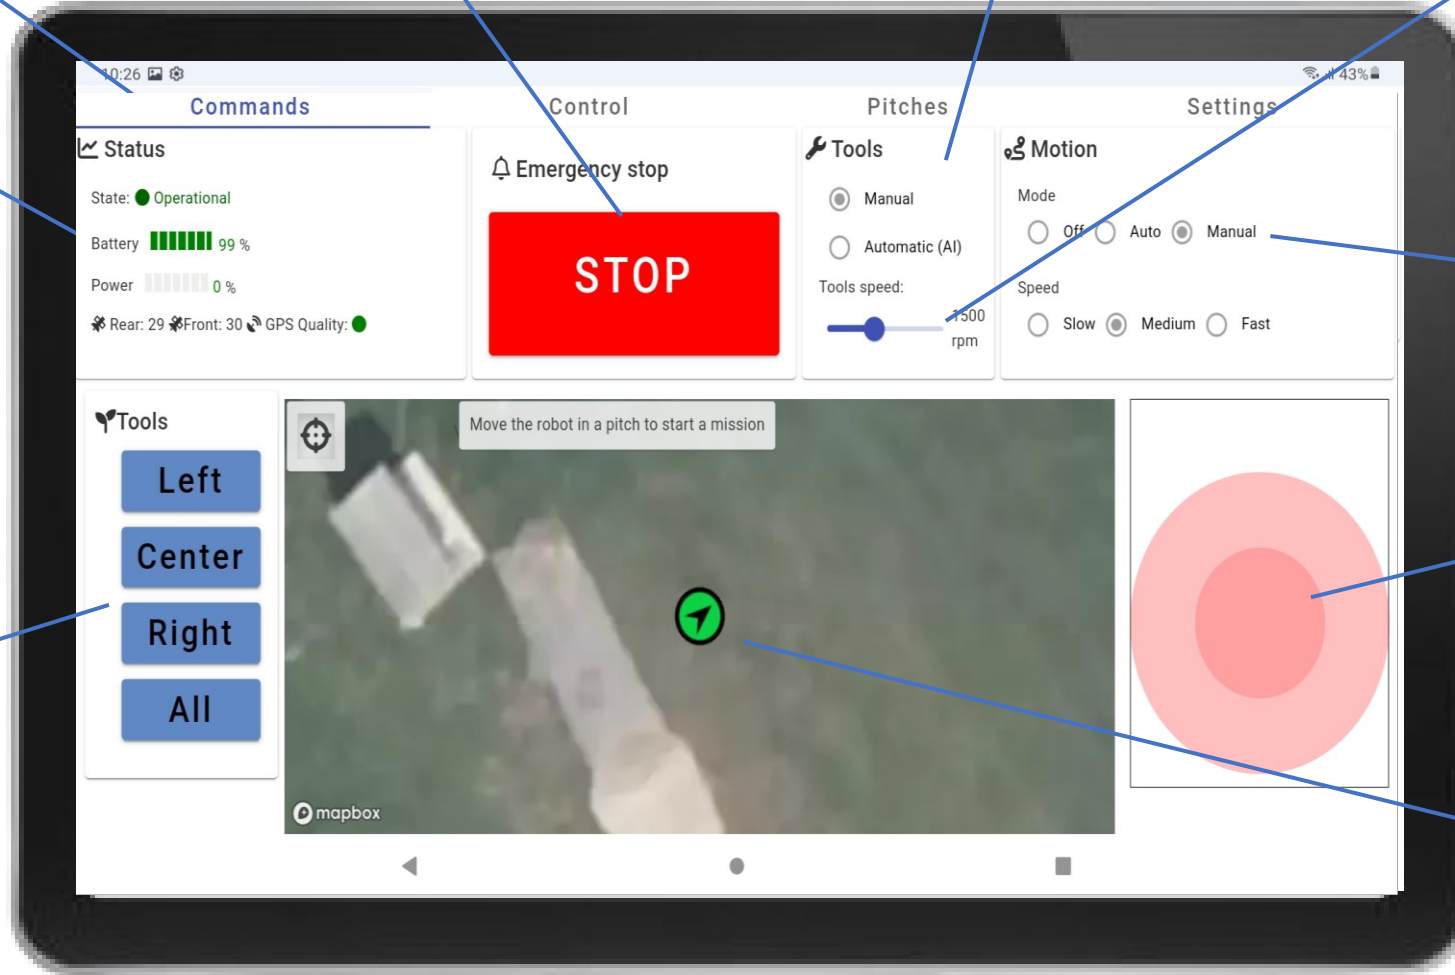 10:26
43%
Commands
Control
Pitches
Settings
Status
State: Operational
Battery 99 %
Power 0 %
Rear: 29 Front: 30 GPS Quality:
Emergency stop
STOP
Tools
Manual
Automatic (AI)
Tools speed:
1500
rpm
Motion
Mode
Off Auto Manual
Speed
Slow Medium Fast
Tools
Left
Center
Right
All
Move the robot in a pitch to start a mission
mapbox